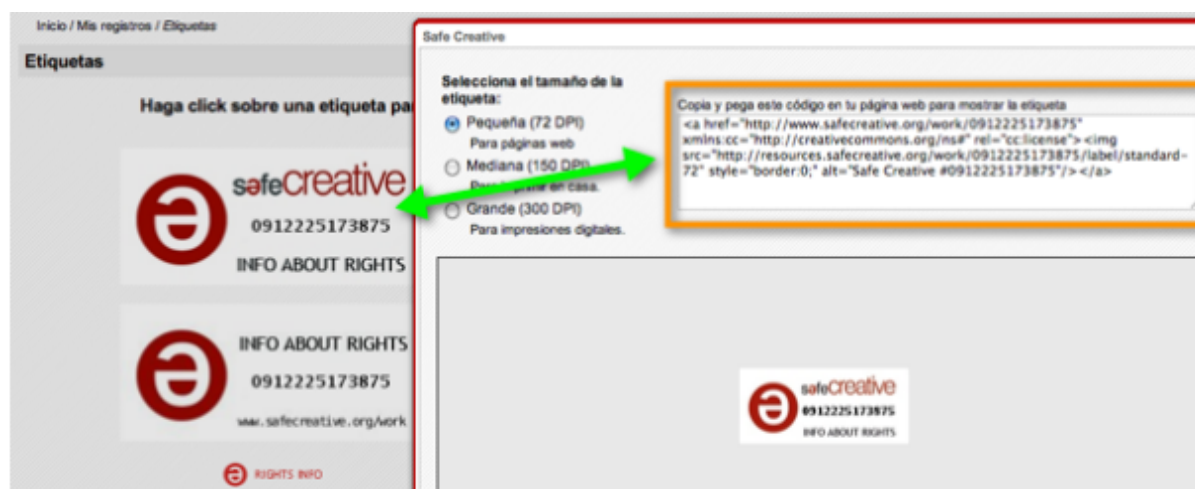 Inicio / Mis registros / Etiquetas
Etiquetas
Haga click sobre una etiqueta pa
safecreative
0912225173875
INFO ABOUT RIGHTS
INFO ABOUT RIGHTS
0912225173875
www.safecreative.org/work
RIGHTS INFO
Safe Creative
Selecciona el tamaño de la
etiqueta:
Pequeña (72 DPI)
Para páginas web
Mediana (150 DPI)
Para imprimir en casa.
Grande (300 DPI)
Para impresiones digitales.
Copia y pega este código en tu página web para mostrar la etiqueta
<a href="http://www.safecreative.org/work/0912225173875"
xmlns:cc="http://creativecommons.org/ns#" rel="cc:license"><img
src="http://resources.safecreative.org/work/0912225173875/label/standard-
72" style="border:0;" alt="Safe Creative #0912225173875"/></a>
safecreative
0912225173875
INFO ABOUT RIGHTS